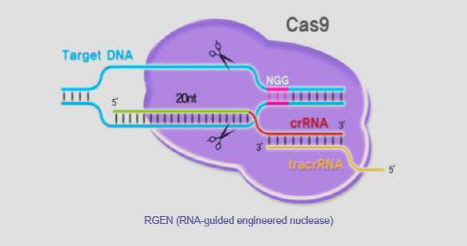 Cas9
Target DNA
NGG
5'
20nt
crRNA
3'
3'
tracrRNA
5'
RGEN (RNA-guided engineered nuclease)